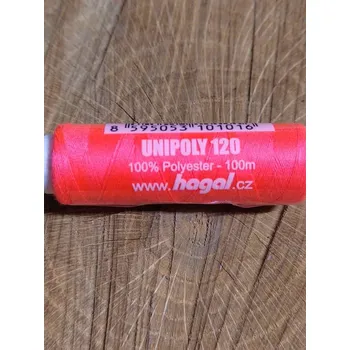 8 "595053"101016"
UNIPOLY 120
100% Polyester - 100m
www.hagal.cz